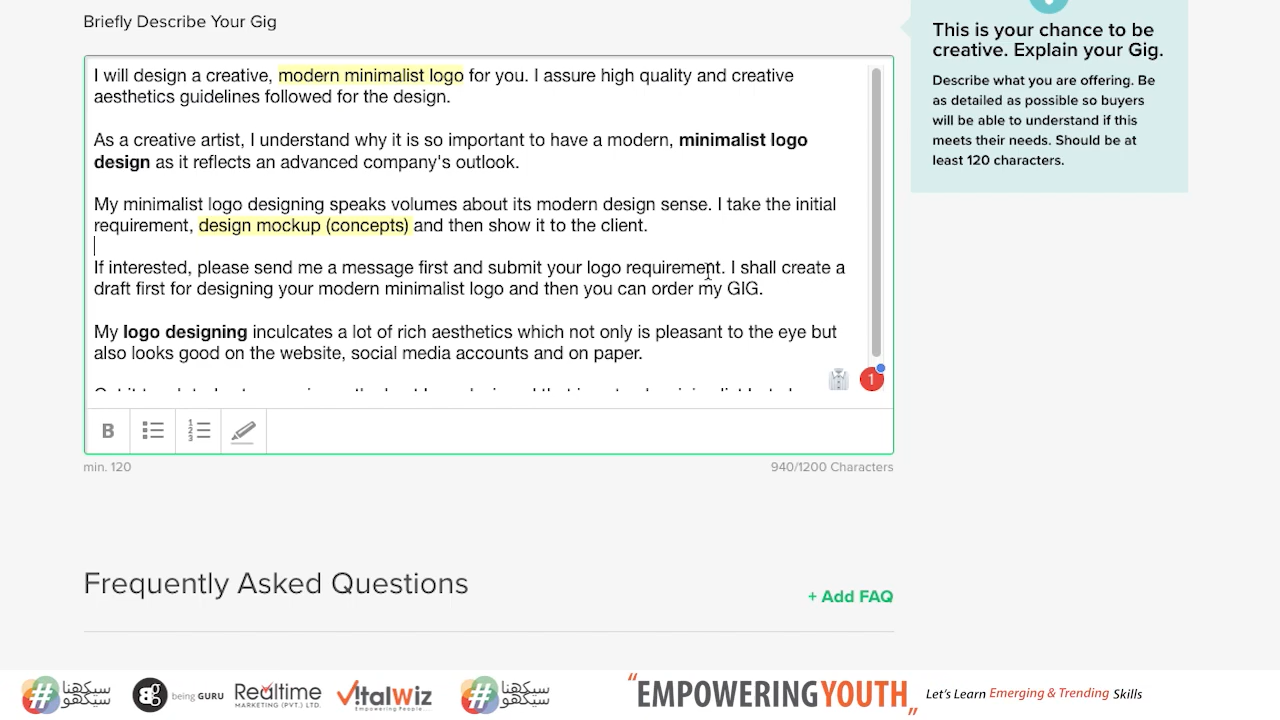 Briefly Describe Your Gig
I will design a creative, modern minimalist logo for you. I assure high quality and creative
aesthetics guidelines followed for the design.
As a creative artist, I understand why it is so important to have a modern, minimalist logo
design as it reflects an advanced company's outlook.
My minimalist logo designing speaks volumes about its modern design sense. I take the initial
requirement, design mockup (concepts) and then show it to the client.
If interested, please send me a message first and submit your logo requirement. I shall create a
draft first for designing your modern minimalist logo and then you can order my GIG.
My logo designing inculcates a lot of rich aesthetics which not only is pleasant to the eye but
also looks good on the website, social media accounts and on paper.
1
B
min. 120
940/1200 Characters
This is your chance to be
creative. Explain your Gig.
Describe what you are offering. Be
as detailed as possible so buyers
will be able to understand if this
meets their needs. Should be at
least 120 characters.
Frequently Asked Questions
+ Add FAQ
# سیکھنا سیکھو
bg being GURU
Realtime
MARKETING (PVT.) LTD.
VitalWiz
Empowering People...
# سیکھنا سیکھو
"EMPOWERING YOUTH„
Let's Learn Emerging & Trending Skills